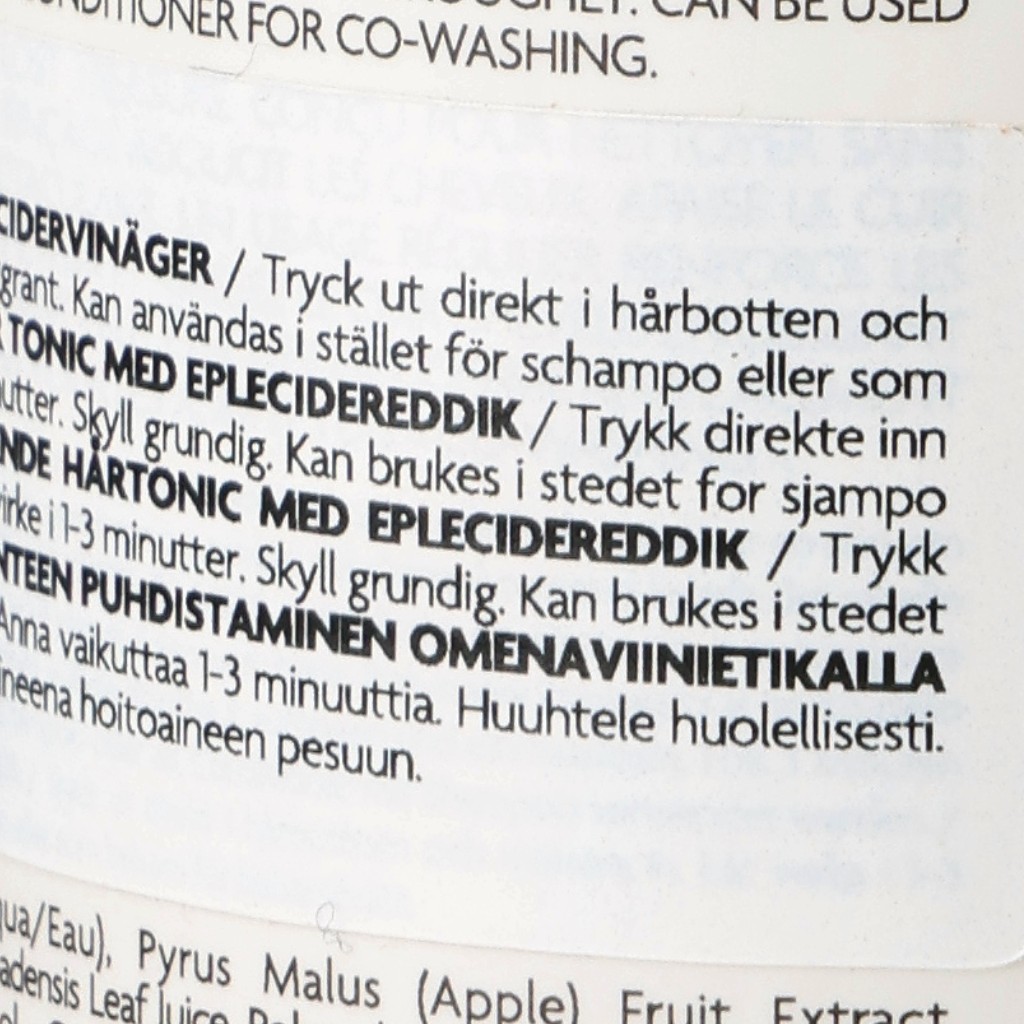 CAN BE USED
FOR CO-WASHING.
CIDERVINÄGER / Tryck ut direkt i hårbotten och
grant. Kan användas i stället för schampo eller som
TONIC MED EPLECIDEREDDIK / Trykk direkte inn
utter. Skyll grundig. Kan brukes i stedet for sjampo
NDE HÅRTONIC MED EPLECIDEREDDIK / Trykk
irke i 1-3 minutter. Skyll grundig. Kan brukes i stedet
NTEEN PUHDISTAMINEN OMENAVIINIETIKALLA
Anna vaikuttaa 1-3 minuuttia. Huuhtele huolellisesti.
ineena hoitoaineen pesuun.
qua/Eau), Pyrus Malus (Apple) Fruit Extract
adensis Leaf Juice